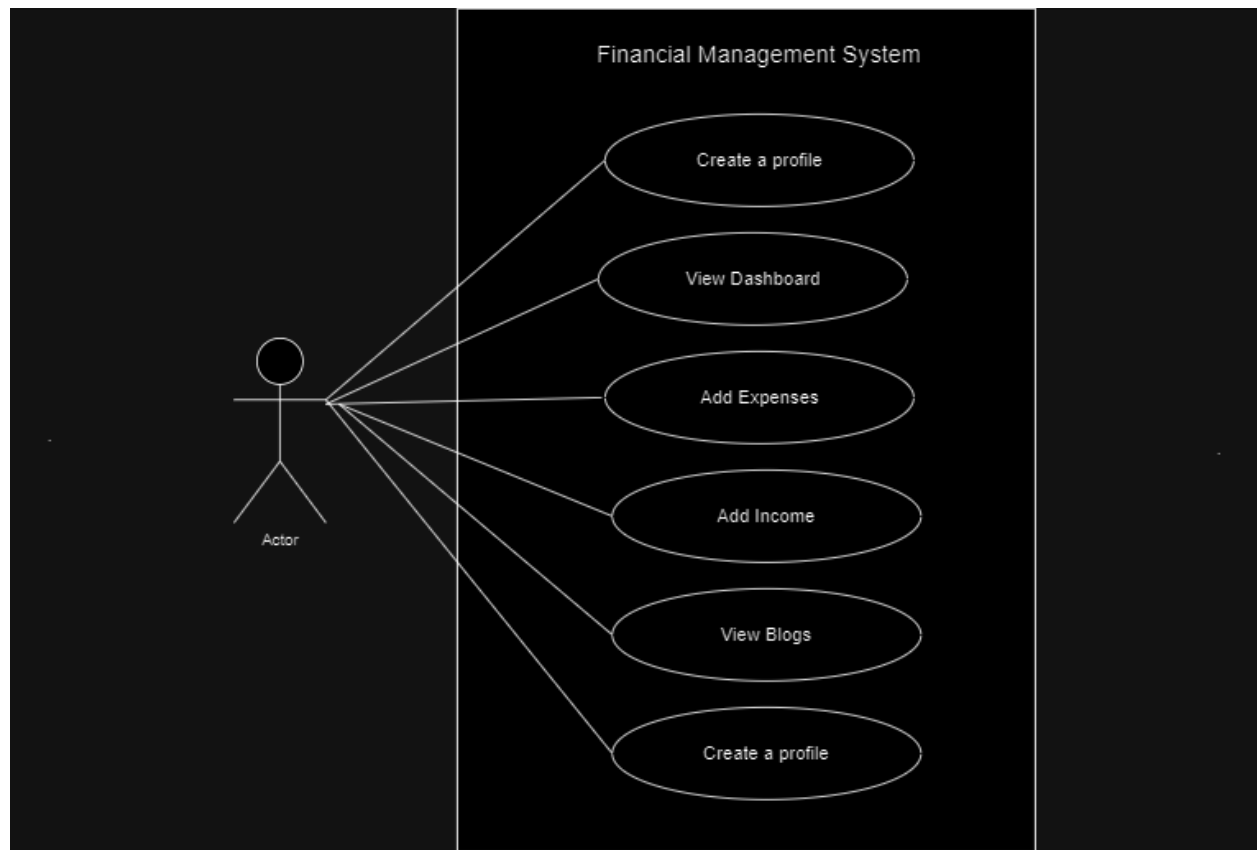 Financial Management System
Create a profile
View Dashboard
Add Expenses
Add Income
View Blogs
Create a profile
Actor